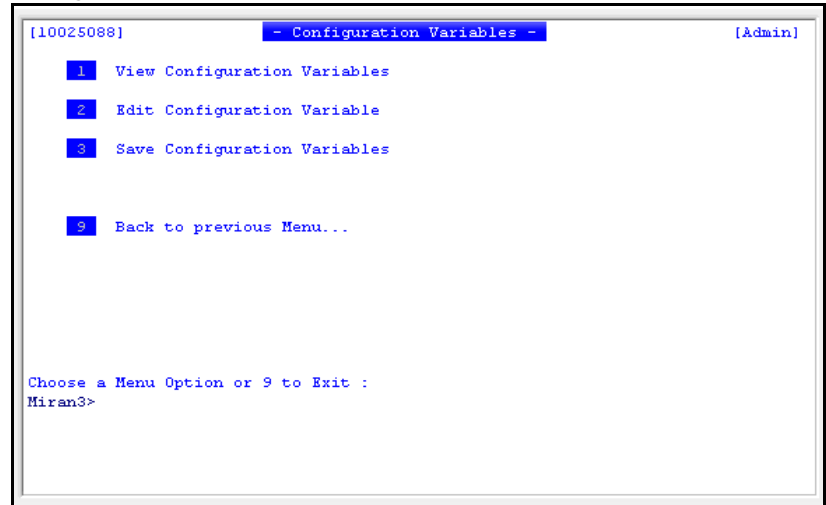 [10025088] - Configuration Variables - [Admin]
1 View Configuration Variables
2 Edit Configuration Variable
3 Save Configuration Variables
9 Back to previous Menu...
Choose a Menu Option or 9 to Exit :
Miran3>